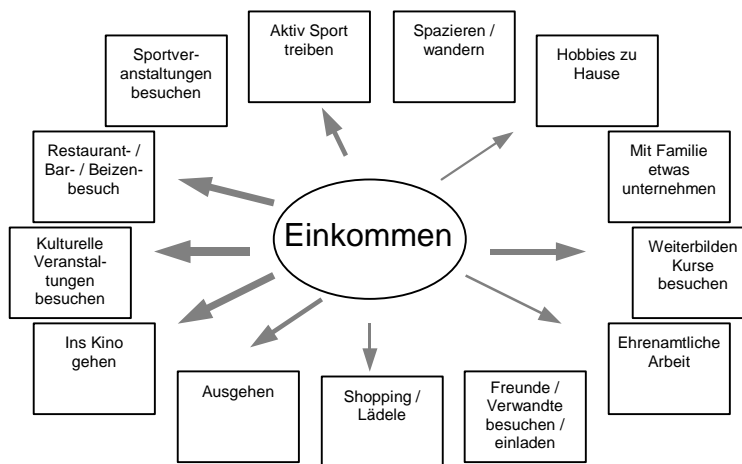 Aktiv Sport
treiben
Spazieren /
wandern
Sportver-
anstaltungen
besuchen
Hobbies zu
Hause
Restaurant- /
Bar- / Beizen-
besuch
Mit Familie
etwas
unternehmen
Einkommen
Kulturelle
Veranstal-
tungen
besuchen
Weiterbilden
Kurse
besuchen
Ins Kino
gehen
Ehrenamtliche
Arbeit
Ausgehen
Shopping /
Lädele
Freunde /
Verwandte
besuchen /
einladen